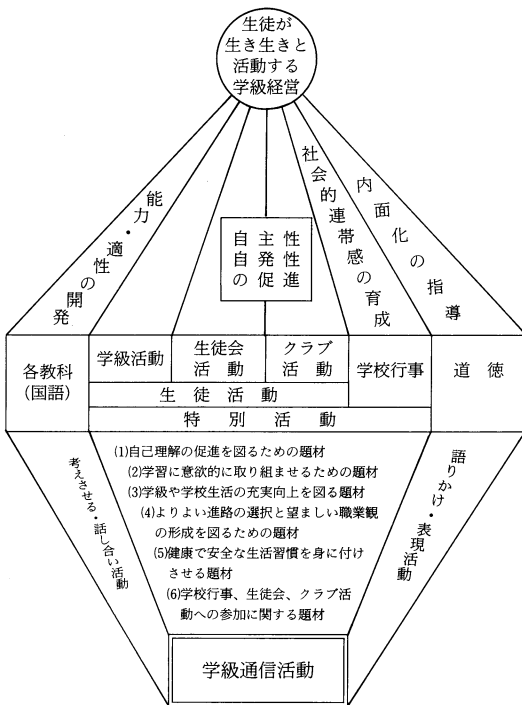 生徒が
生き生きと
活動する
学級経営
能力・適性の開発
自主性
自発性
の促進
社会的連帯感の育成
内面化の指導
各教科
(国語)
学級活動
生徒会
活動
クラブ
活動
学校行事
道徳
生徒活動
特別活動
考えさせる・話し合い活動
(1)自己理解の促進を図るための題材
(2)学習に意欲的に取り組ませるための題材
(3)学級や学校生活の充実向上を図る題材
(4)よりよい進路の選択と望ましい職業観
の形成を図るための題材
(5)健康で安全な生活習慣を身に付け
させる題材
(6)学校行事、生徒会、クラブ活
動への参加に関する題材
語りかけ・表現活動
学級通信活動